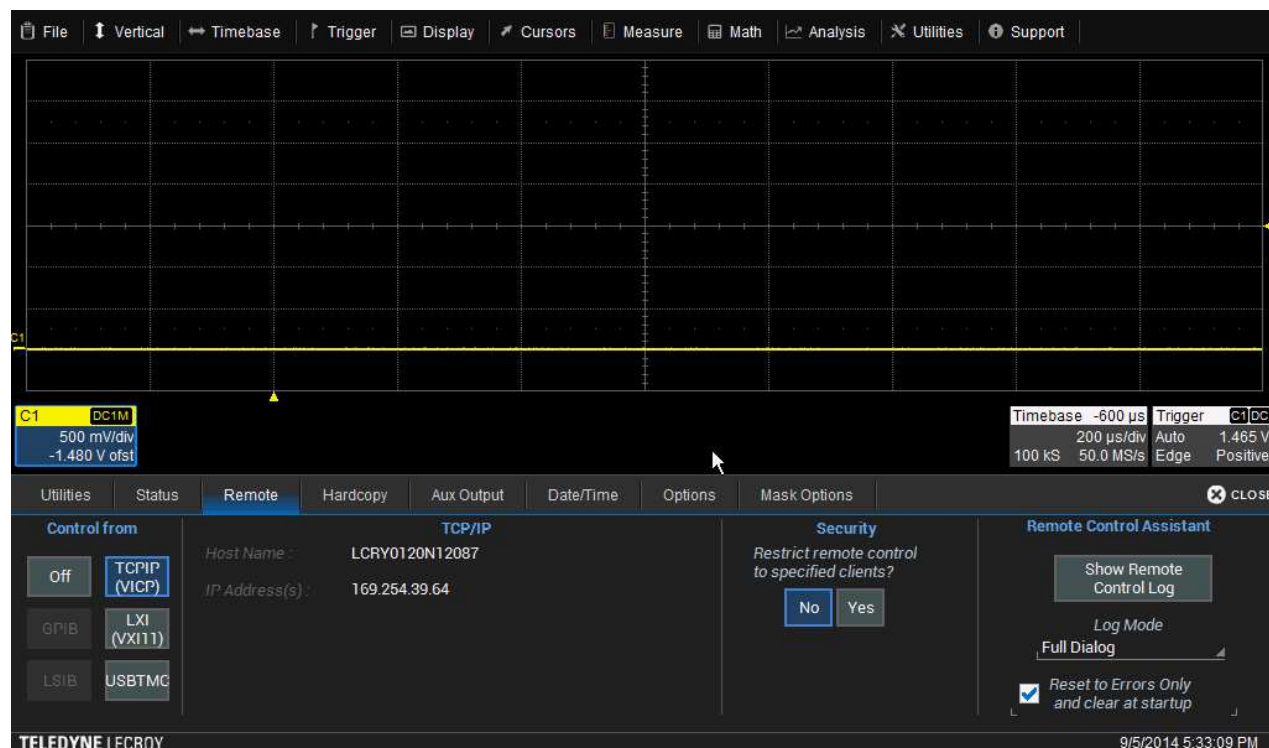 File Vertical Timebase Trigger Display Cursors Measure Math Analysis Utilities Support
C1
C1 DC1M
500 mV/div
-1.480 V ofst
Timebase -600 µs
200 µs/div
100 kS 50.0 MS/s
Trigger C1 DC
Auto 1.465 V
Edge Positive
Utilities Status Remote Hardcopy Aux Output Date/Time Options Mask Options CLOSE
Control from
Off
TCPIP
(VICP)
GPIB
LXI
(VXI11)
LSIB
USBTMC
TCP/IP
Host Name : LCRY0120N12087
IP Address(s) : 169.254.39.64
Security
Restrict remote control
to specified clients?
No Yes
Remote Control Assistant
Show Remote
Control Log
Log Mode
Full Dialog
Reset to Errors Only
and clear at startup
TELEDYNE LECROY
9/5/2014 5:33:09 PM